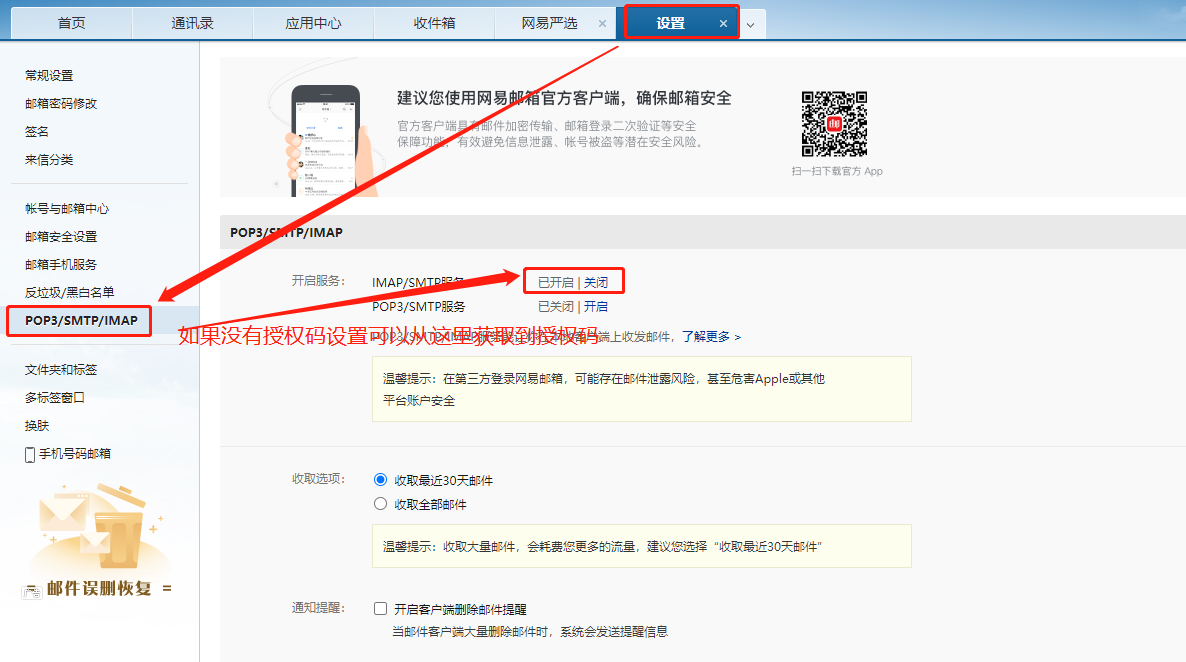 首页 通讯录 应用中心 收件箱 网易严选 × 设置 ×
常规设置
邮箱密码修改
签名
来信分类
帐号与邮箱中心
邮箱安全设置
邮箱手机服务
反垃圾/黑白名单
POP3/SMTP/IMAP
文件夹和标签
多标签窗口
换肤
手机号码邮箱
邮件误删恢复
建议您使用网易邮箱官方客户端，确保邮箱安全
官方客户端具有邮件加密传输、邮箱登录二次验证等安全
保障功能，有效避免信息泄露、帐号被盗等潜在安全风险。
邮
扫一扫下载官方 App
POP3/SMTP/IMAP
开启服务： IMAP/SMTP服务 已开启 | 关闭
POP3/SMTP服务 已关闭 | 开启
如果没有授权码设置可以从这里获取到授权码
POP3/SMTP/IMAP服务 端上收发邮件，了解更多 >
温馨提示：在第三方登录网易邮箱，可能存在邮件泄露风险，甚至危害Apple或其他
平台账户安全
收取选项： 收取最近30天邮件
收取全部邮件
温馨提示：收取大量邮件，会耗费您更多的流量，建议您选择“收取最近30天邮件”
通知提醒： 开启客户端删除邮件提醒
当邮件客户端大量删除邮件时，系统会发送提醒信息